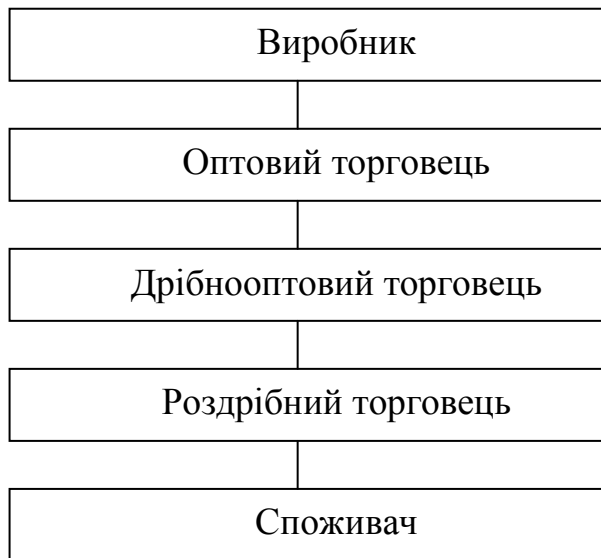 Виробник
Оптовий торговець
Дрібнооптовий торговець
Роздрібний торговець
Споживач